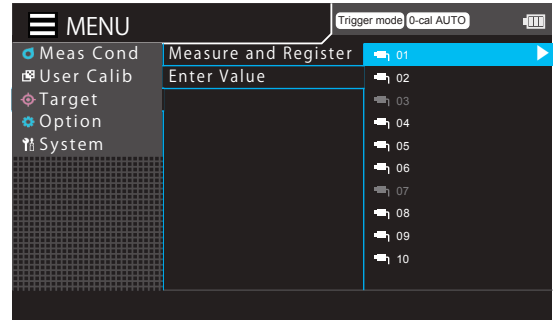 MENU
Trigger mode 0-cal AUTO
Meas Cond
User Calib
Target
Option
System
Measure and Register
Enter Value
01
02
03
04
05
06
07
08
09
10